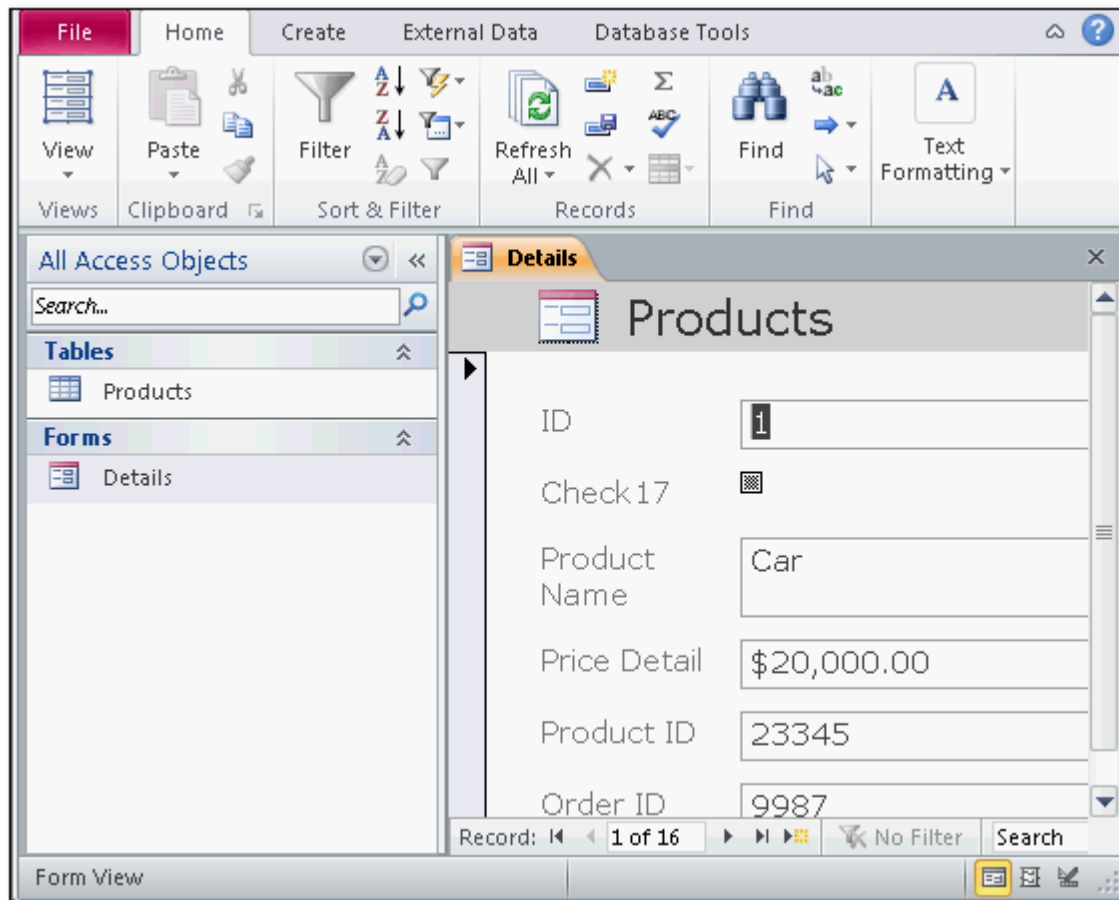 File Home Create External Data Database Tools
View Paste Filter Refresh All Find Text Formatting
Views Clipboard Sort & Filter Records Find
All Access Objects
Search...
Tables
Products
Forms
Details
Details
Products
ID 1
Check17
Product Name Car
Price Detail $20,000.00
Product ID 23345
Order ID 9987
Record: 1 of 16 No Filter Search
Form View